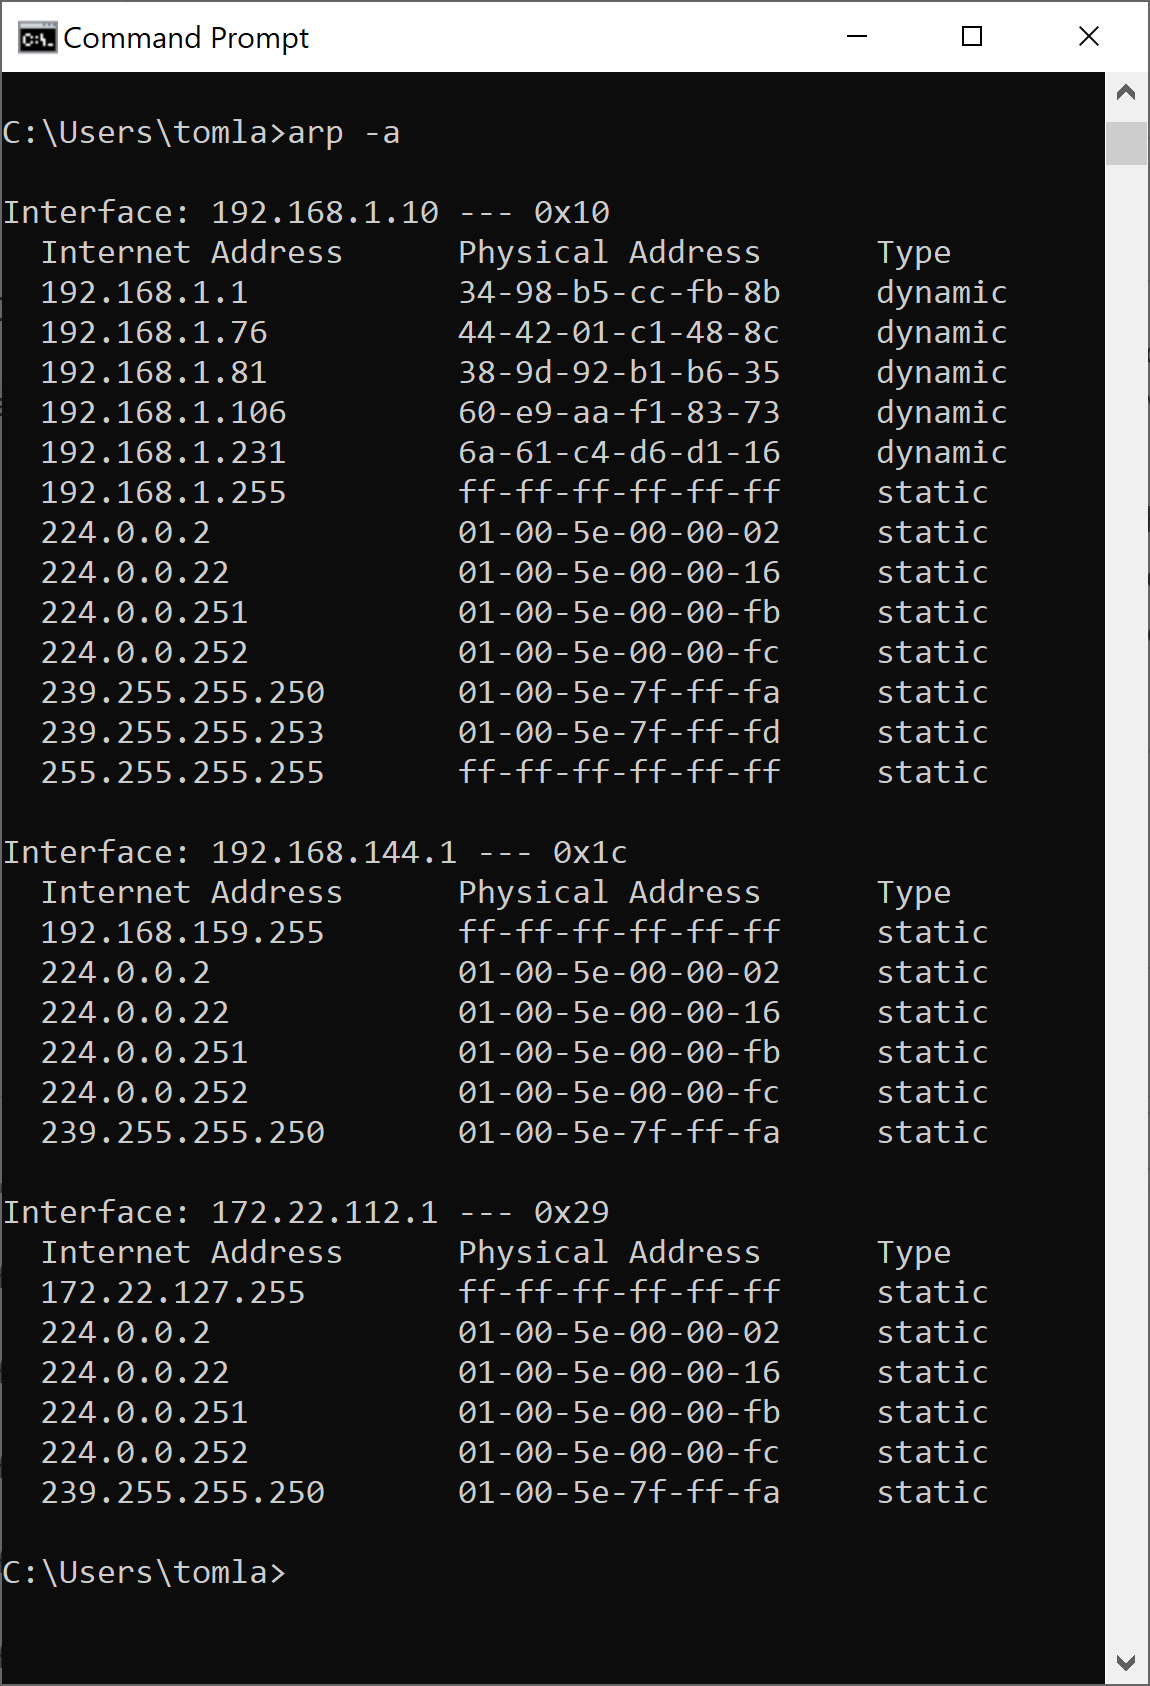 Command Prompt
C:\Users\tomla>arp -a
Interface: 192.168.1.10 --- 0x10
  Internet Address      Physical Address      Type
  192.168.1.1           34-98-b5-cc-fb-8b     dynamic
  192.168.1.76          44-42-01-c1-48-8c     dynamic
  192.168.1.81          38-9d-92-b1-b6-35     dynamic
  192.168.1.106         60-e9-aa-f1-83-73     dynamic
  192.168.1.231         6a-61-c4-d6-d1-16     dynamic
  192.168.1.255         ff-ff-ff-ff-ff-ff     static
  224.0.0.2             01-00-5e-00-00-02     static
  224.0.0.22            01-00-5e-00-00-16     static
  224.0.0.251           01-00-5e-00-00-fb     static
  224.0.0.252           01-00-5e-00-00-fc     static
  239.255.255.250       01-00-5e-7f-ff-fa     static
  239.255.255.253       01-00-5e-7f-ff-fd     static
  255.255.255.255       ff-ff-ff-ff-ff-ff     static
Interface: 192.168.144.1 --- 0x1c
  Internet Address      Physical Address      Type
  192.168.159.255       ff-ff-ff-ff-ff-ff     static
  224.0.0.2             01-00-5e-00-00-02     static
  224.0.0.22            01-00-5e-00-00-16     static
  224.0.0.251           01-00-5e-00-00-fb     static
  224.0.0.252           01-00-5e-00-00-fc     static
  239.255.255.250       01-00-5e-7f-ff-fa     static
Interface: 172.22.112.1 --- 0x29
  Internet Address      Physical Address      Type
  172.22.127.255        ff-ff-ff-ff-ff-ff     static
  224.0.0.2             01-00-5e-00-00-02     static
  224.0.0.22            01-00-5e-00-00-16     static
  224.0.0.251           01-00-5e-00-00-fb     static
  224.0.0.252           01-00-5e-00-00-fc     static
  239.255.255.250       01-00-5e-7f-ff-fa     static
C:\Users\tomla>